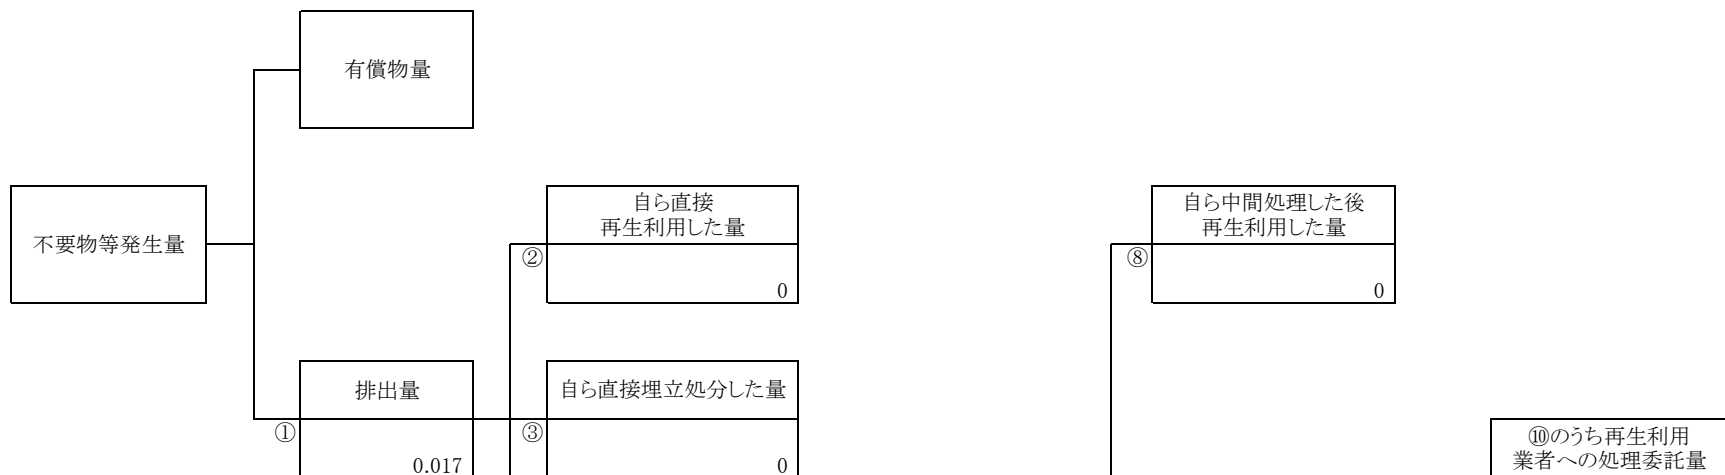 有償物量
不要物等発生量
自ら直接
再生利用した量
②
0
自ら中間処理した後
再生利用した量
⑧
0
排出量
①
0.017
自ら直接埋立処分した量
③
0
⑩のうち再生利用
業者への処理委託量